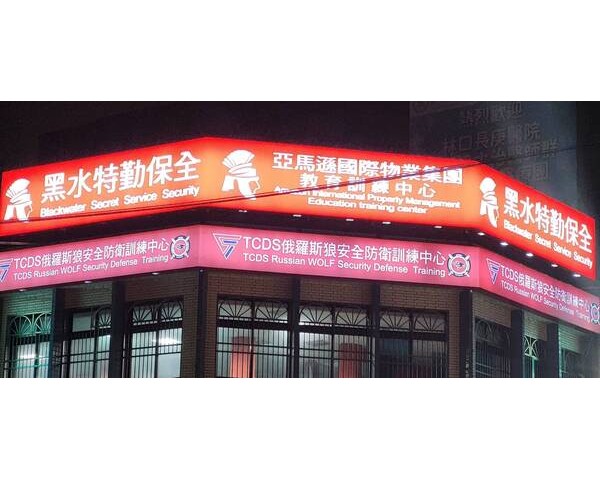 黑水特勤保全
Blackwater Secret Service Security
亞馬遜國際物業集團
教育訓練中心
International Property Management
Education training center
黑水特勤保全
Blackwater Secret Service Security
TCDS俄羅斯狼安全防衛訓練中心
TCDS Russian WOLF Security Defense Training
TCDS俄羅斯狼安全防衛訓練中心
TCDS Russian WOLF Security Defense Training
TCDS俄羅斯狼安全防衛訓練中心
TCDS Russian WOLF Security Defense Training
熱烈歡迎
林口長庚醫院